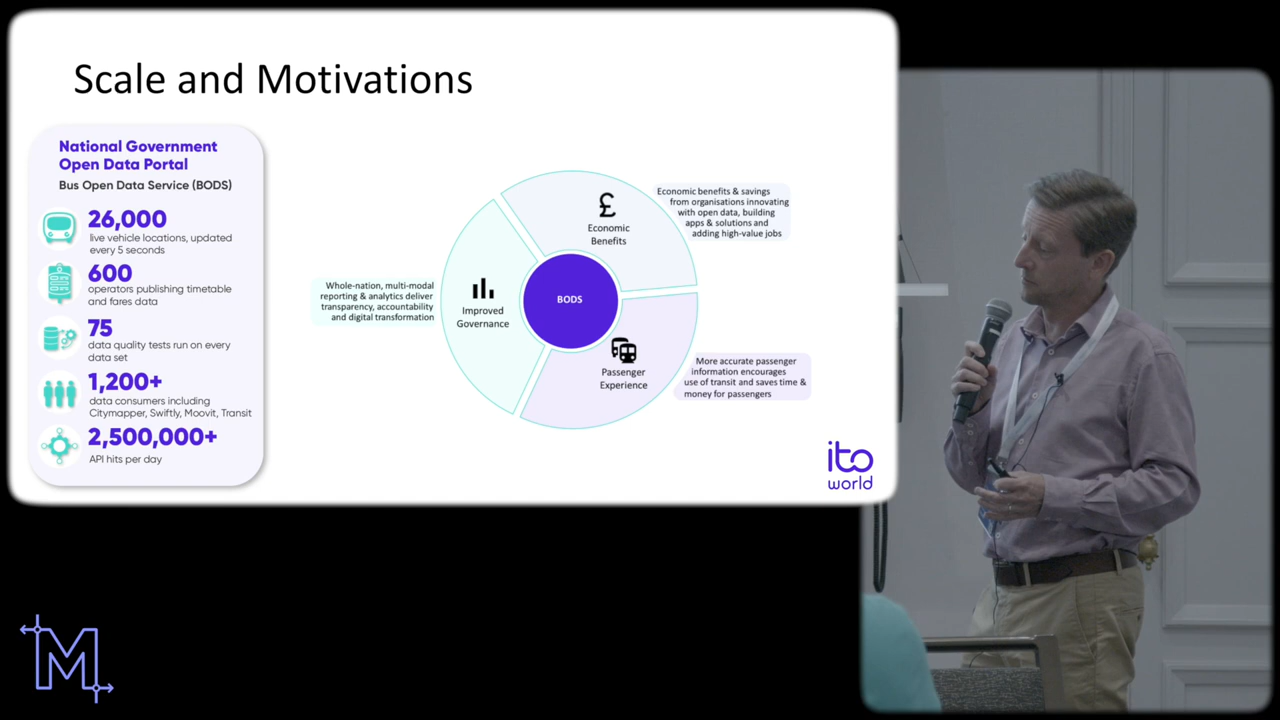 Scale and Motivations
National Government
Open Data Portal
Bus Open Data Service (BODS)
26,000
live vehicle locations, updated
every 5 seconds
600
operators publishing timetable
and fares data
75
data quality tests run on every
data set
1,200+
data consumers including
Citymapper, Swiftly, Moovit, Transit
2,500,000+
API hits per day
£
Economic
Benefits
Economic benefits & savings
from organisations innovating
with open data, building
apps & solutions and
adding high-value jobs
Whole-nation, multi-modal
reporting & analytics deliver
transparency, accountability
and digital transformation
Improved
Governance
BODS
Passenger
Experience
More accurate passenger
information encourages
use of transit and saves time &
money for passengers
ito
world
M